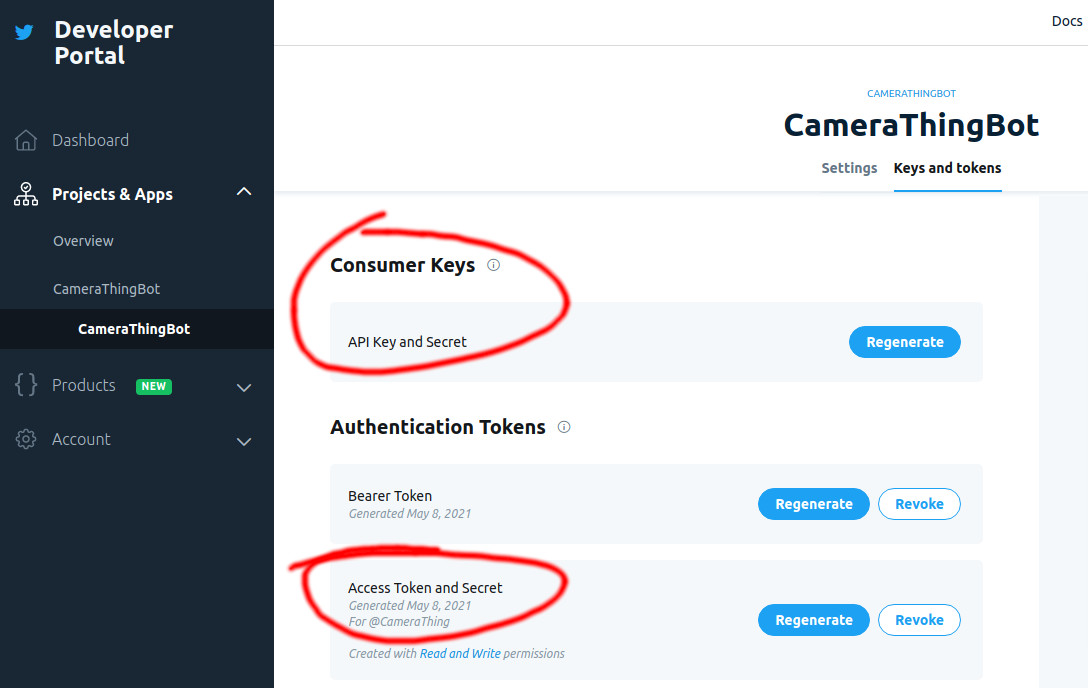 Developer
Portal
Docs
CAMERATHINGBOT
CameraThingBot
Settings
Keys and tokens
Dashboard
Projects & Apps
Overview
CameraThingBot
CameraThingBot
Products NEW
Account
Consumer Keys
API Key and Secret
Regenerate
Authentication Tokens
Bearer Token
Generated May 8, 2021
Regenerate
Revoke
Access Token and Secret
Generated May 8, 2021
For @CameraThing
Created with Read and Write permissions
Regenerate
Revoke